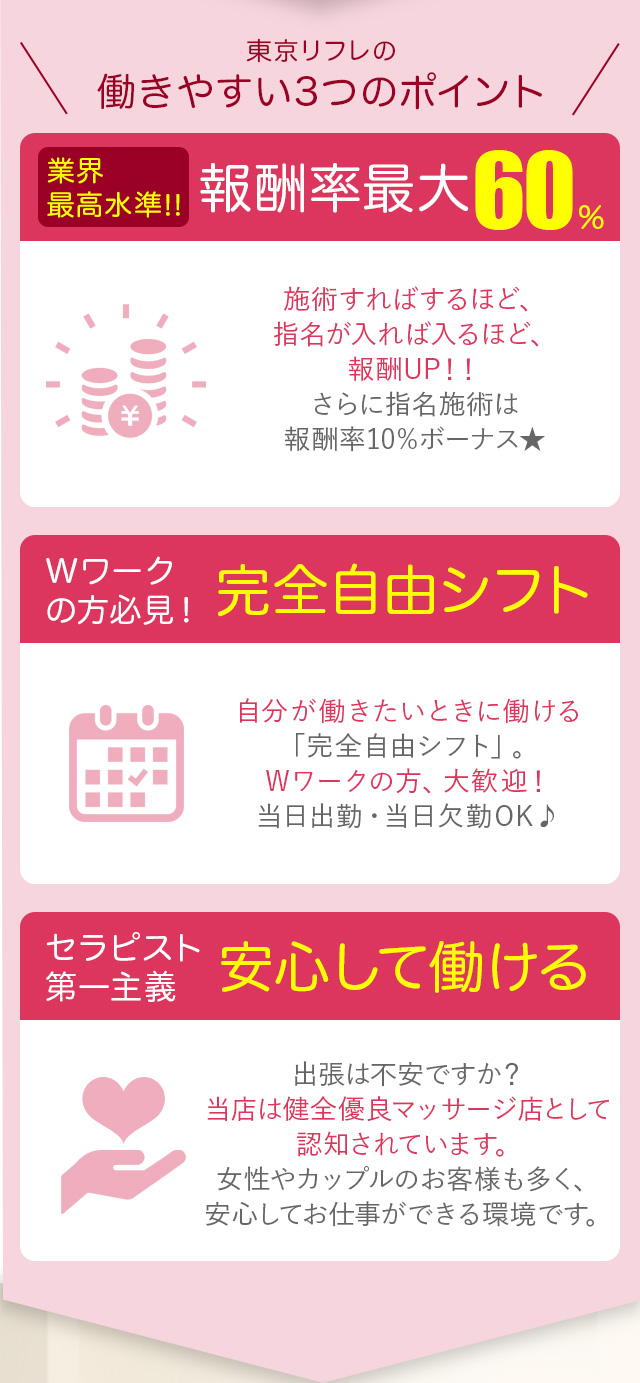 東京リフレの
働きやすい3つのポイント
業界
最高水準!!
報酬率最大60%
施術すればするほど、
指名が入れば入るほど、
報酬UP！！
さらに指名施術は
報酬率10%ボーナス★
Wワーク
の方必見！
完全自由シフト
自分が働きたいときに働ける
「完全自由シフト」。
Wワークの方、大歓迎！
当日出勤・当日欠勤OK♪
セラピスト
第一主義
安心して働ける
出張は不安ですか？
当店は健全優良マッサージ店として
認知されています。
女性やカップルのお客様も多く、
安心してお仕事ができる環境です。
¥